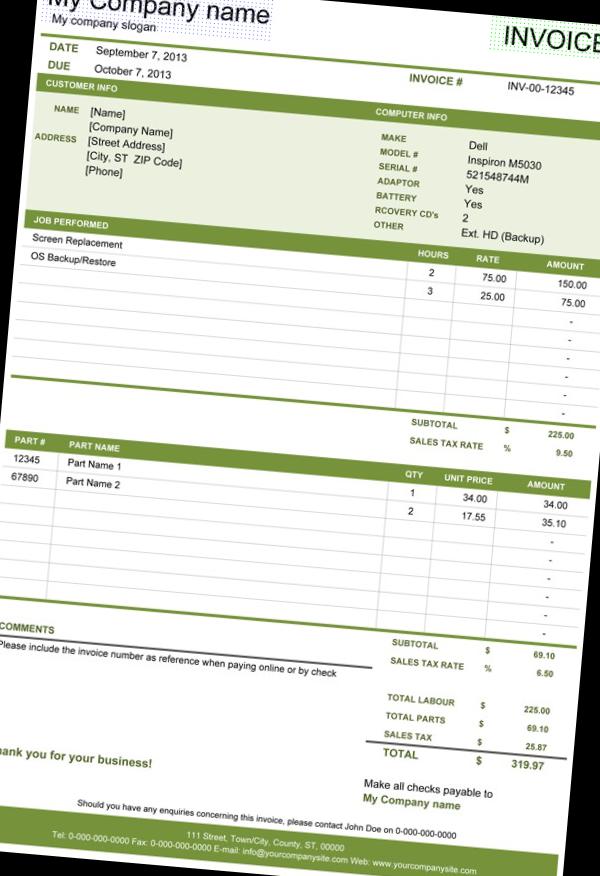 My Company name
INVOICE
My company slogan
DATE September 7, 2013
DUE October 7, 2013
INVOICE # INV-00-12345
CUSTOMER INFO
COMPUTER INFO
NAME [Name]
[Company Name]
ADDRESS [Street Address]
[City, ST ZIP Code]
[Phone]
MAKE Dell
MODEL # Inspiron M5030
SERIAL # 521548744M
ADAPTOR Yes
BATTERY Yes
RCOVERY CD's 2
OTHER Ext. HD (Backup)
JOB PERFORMED HOURS RATE AMOUNT
Screen Replacement 2 75.00 150.00
OS Backup/Restore 3 25.00 75.00
-
-
-
-
-
-
SUBTOTAL $ 225.00
SALES TAX RATE % 9.50
PART # PART NAME QTY UNIT PRICE AMOUNT
12345 Part Name 1 1 34.00 34.00
67890 Part Name 2 2 17.55 35.10
-
-
-
-
-
-
SUBTOTAL $ 69.10
SALES TAX RATE % 6.50
COMMENTS
Please include the invoice number as reference when paying online or by check
TOTAL LABOUR $ 225.00
TOTAL PARTS $ 69.10
SALES TAX $ 25.87
TOTAL $ 319.97
ank you for your business!
Make all checks payable to
My Company name
Should you have any enquiries concerning this invoice, please contact John Doe on 0-000-000-0000
111 Street, Town/City, County, ST, 00000
Tel: 0-000-000-0000 Fax: 0-000-000-0000 E-mail: info@yourcompanysite.com Web: www.yourcompanysite.com